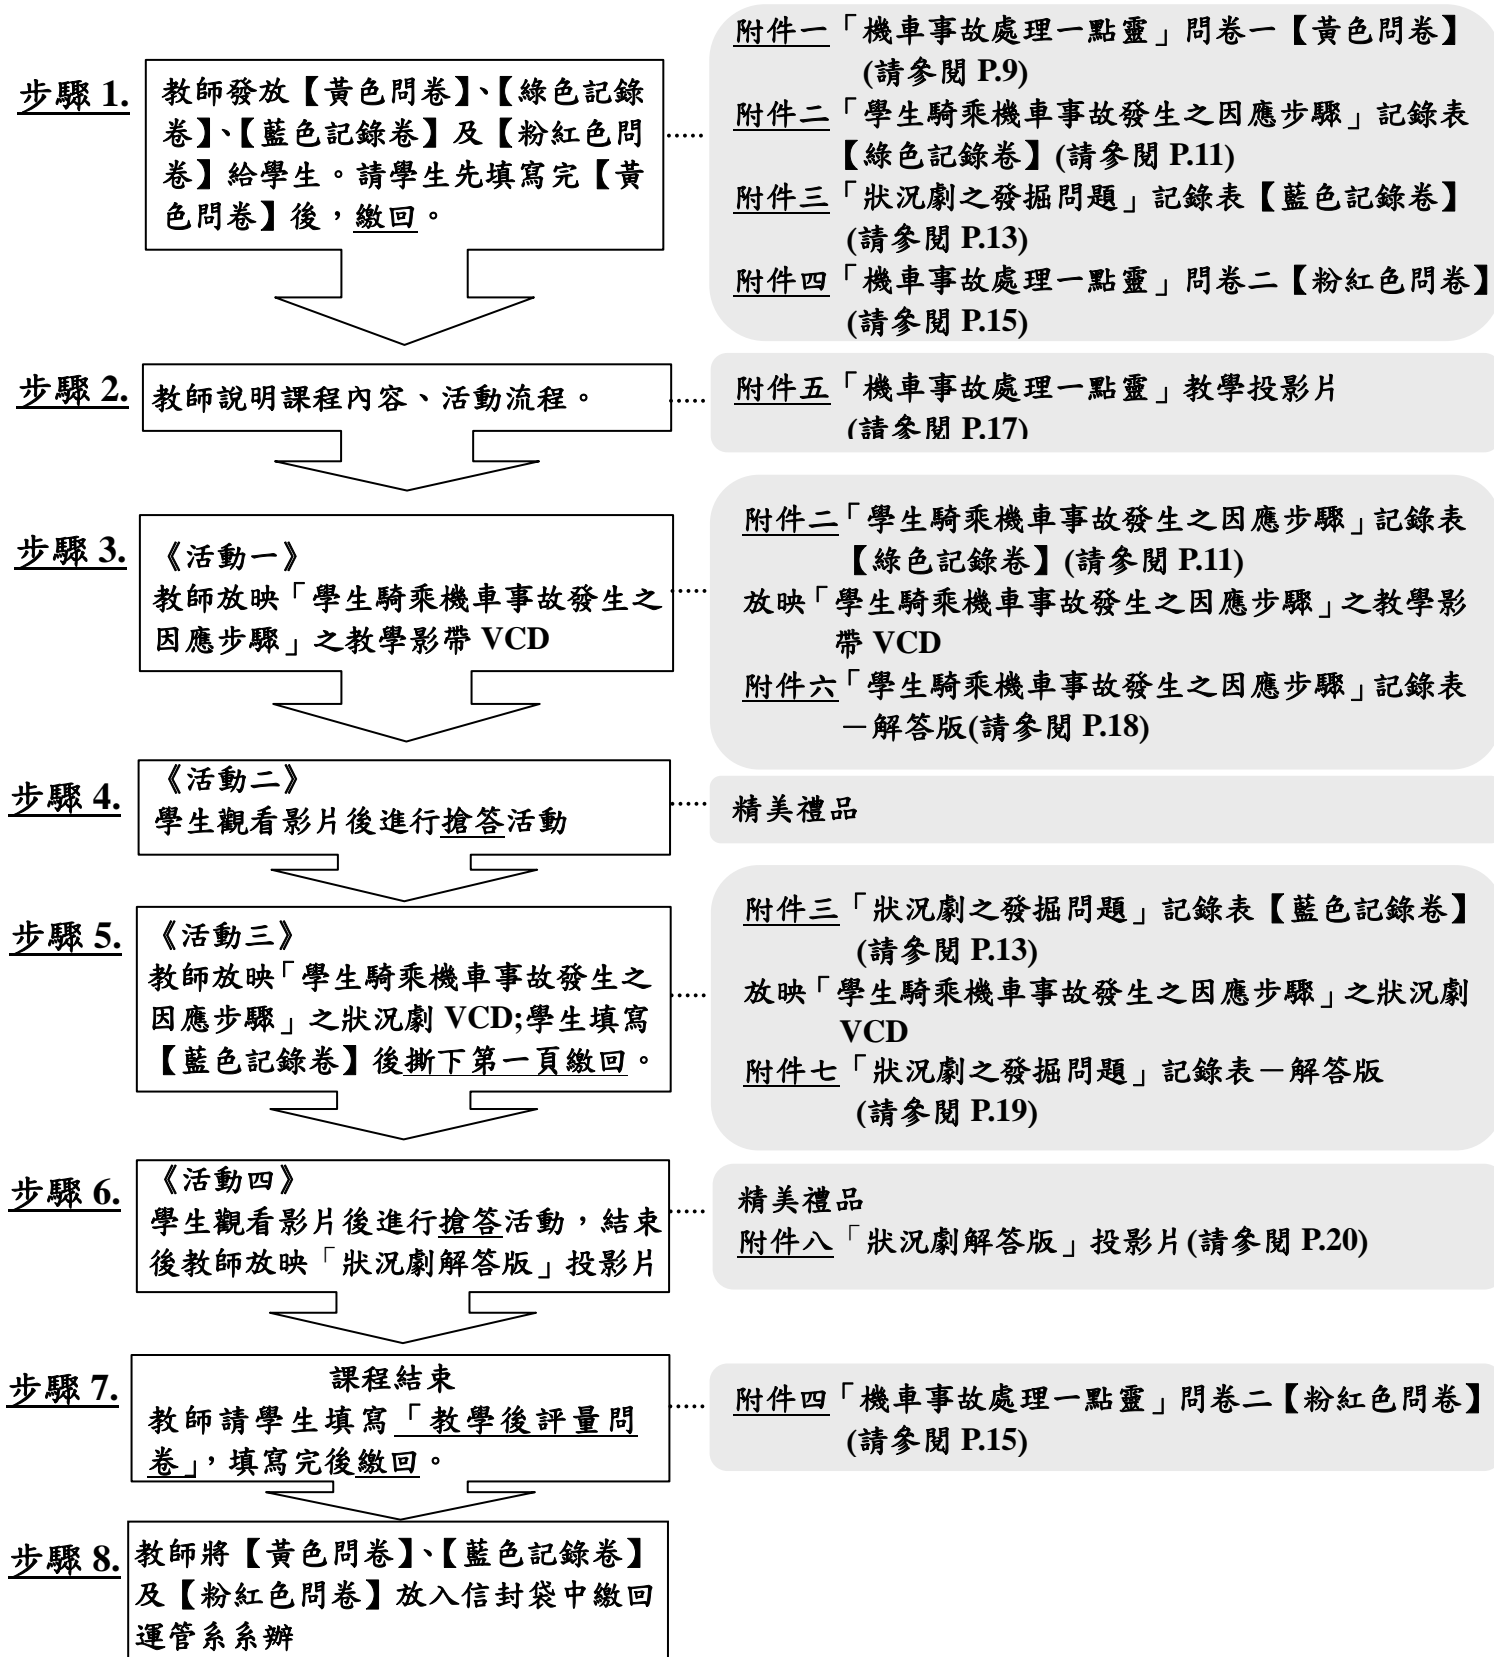 步驟 1.
教師發放【黃色問卷】、【綠色記錄
卷】、【藍色記錄卷】及【粉紅色問
卷】給學生。請學生先填寫完【黃
色問卷】後，繳回。
附件一「機車事故處理一點靈」問卷一【黃色問卷】
(請參閱 P.9)
附件二「學生騎乘機車事故發生之因應步驟」記錄表
【綠色記錄卷】(請參閱 P.11)
附件三「狀況劇之發掘問題」記錄表【藍色記錄卷】
(請參閱 P.13)
附件四「機車事故處理一點靈」問卷二【粉紅色問卷】
(請參閱 P.15)
步驟 2.
教師說明課程內容、活動流程。
附件五「機車事故處理一點靈」教學投影片
(請參閱 P.17)
步驟 3.
《活動一》
教師放映「學生騎乘機車事故發生之
因應步驟」之教學影帶 VCD
附件二「學生騎乘機車事故發生之因應步驟」記錄表
【綠色記錄卷】(請參閱 P.11)
放映「學生騎乘機車事故發生之因應步驟」之教學影
帶 VCD
附件六「學生騎乘機車事故發生之因應步驟」記錄表
－解答版(請參閱 P.18)
步驟 4.
《活動二》
學生觀看影片後進行搶答活動
精美禮品
步驟 5.
《活動三》
教師放映「學生騎乘機車事故發生之
因應步驟」之狀況劇 VCD;學生填寫
【藍色記錄卷】後撕下第一頁繳回。
附件三「狀況劇之發掘問題」記錄表【藍色記錄卷】
(請參閱 P.13)
放映「學生騎乘機車事故發生之因應步驟」之狀況劇
VCD
附件七「狀況劇之發掘問題」記錄表－解答版
(請參閱 P.19)
步驟 6.
《活動四》
學生觀看影片後進行搶答活動，結束
後教師放映「狀況劇解答版」投影片
精美禮品
附件八「狀況劇解答版」投影片(請參閱 P.20)
步驟 7.
課程結束
教師請學生填寫「教學後評量問
卷」，填寫完後繳回。
附件四「機車事故處理一點靈」問卷二【粉紅色問卷】
(請參閱 P.15)
步驟 8.
教師將【黃色問卷】、【藍色記錄卷】
及【粉紅色問卷】放入信封袋中繳回
運管系系辦